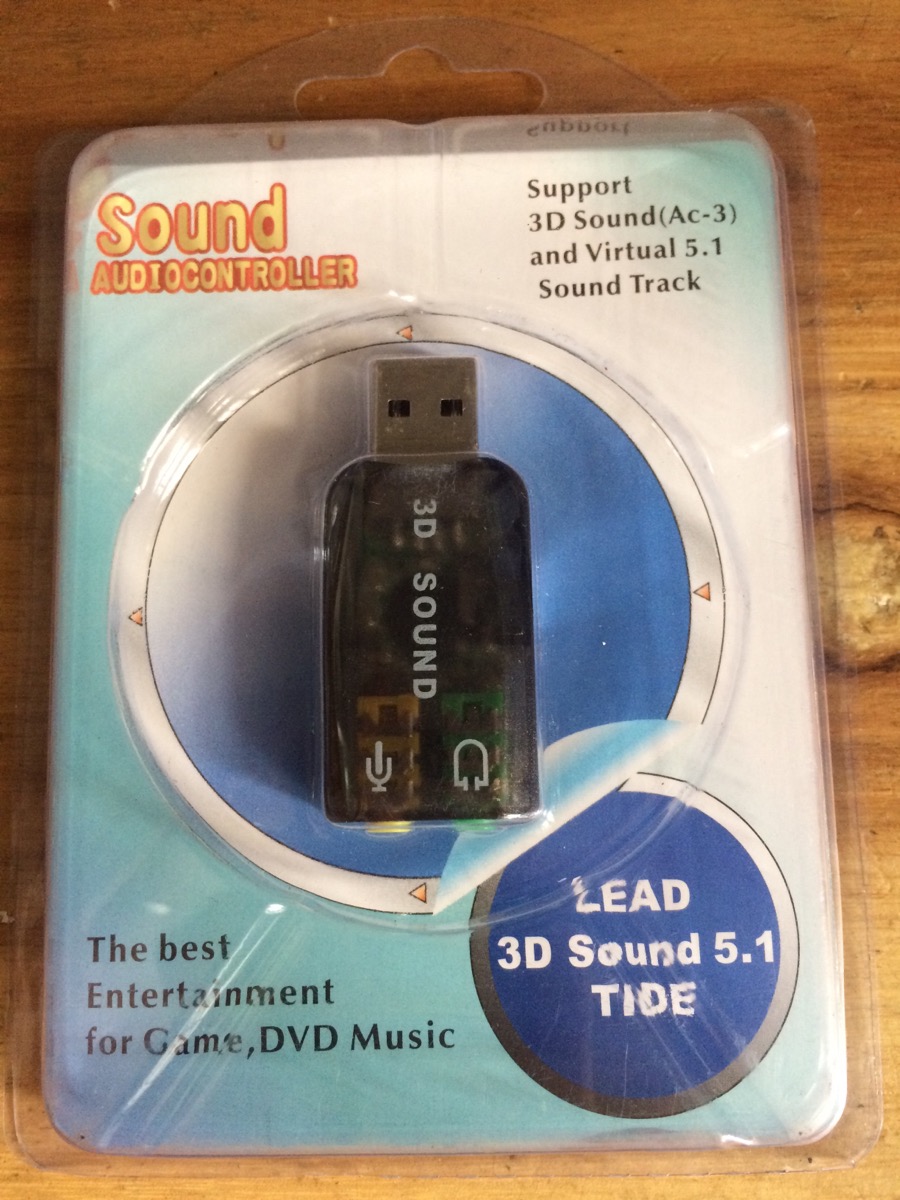 Sound
AUDIOCONTROLLER
Support
3D Sound(Ac-3)
and Virtual 5.1
Sound Track
3D SOUND
LEAD
3D Sound 5.1
TIDE
The best
Entertainment
for Game,DVD Music